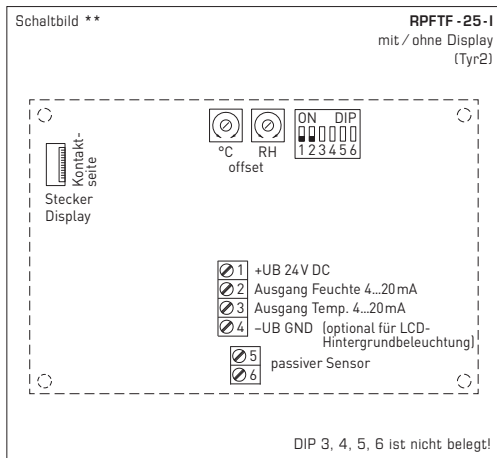 Schaltbild **
RPFTF - 25 - I
mit / ohne Display
(Tyr2)
ON DIP
1 2 3 4 5 6
°C RH
offset
Kontakt-
seite
Stecker
Display
1 +UB 24V DC
2 Ausgang Feuchte 4...20mA
3 Ausgang Temp. 4...20mA
4 –UB GND (optional für LCD-
Hintergrundbeleuchtung)
5
passiver Sensor
6
DIP 3, 4, 5, 6 ist nicht belegt!